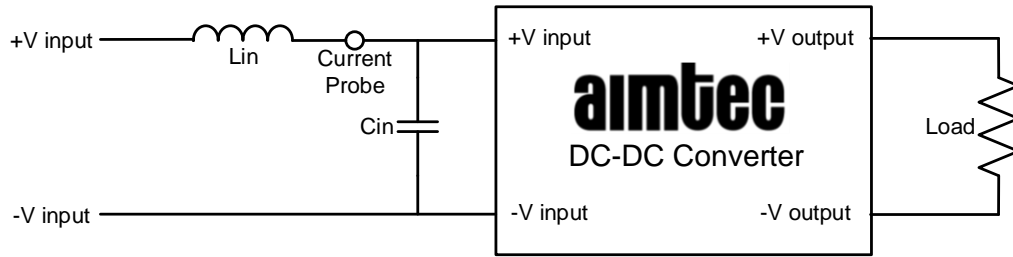 +V input
Lin
Current
Probe
Cin
-V input
+V input
+V output
aimtec
DC-DC Converter
-V input
-V output
Load